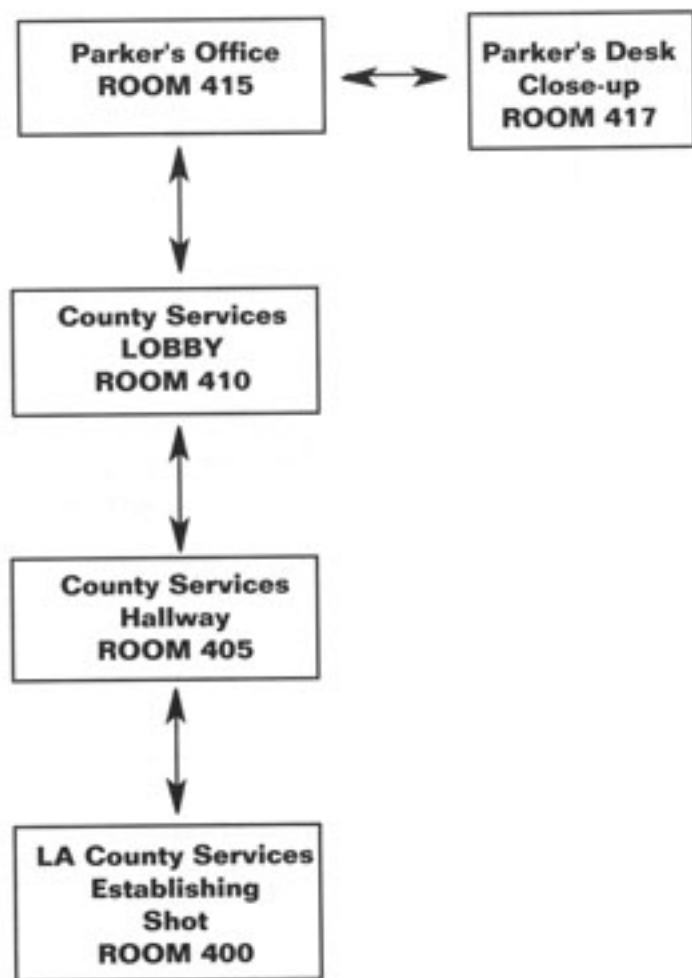 Parker's Office
ROOM 415
Parker's Desk
Close-up
ROOM 417
County Services
LOBBY
ROOM 410
County Services
Hallway
ROOM 405
LA County Services
Establishing
Shot
ROOM 400